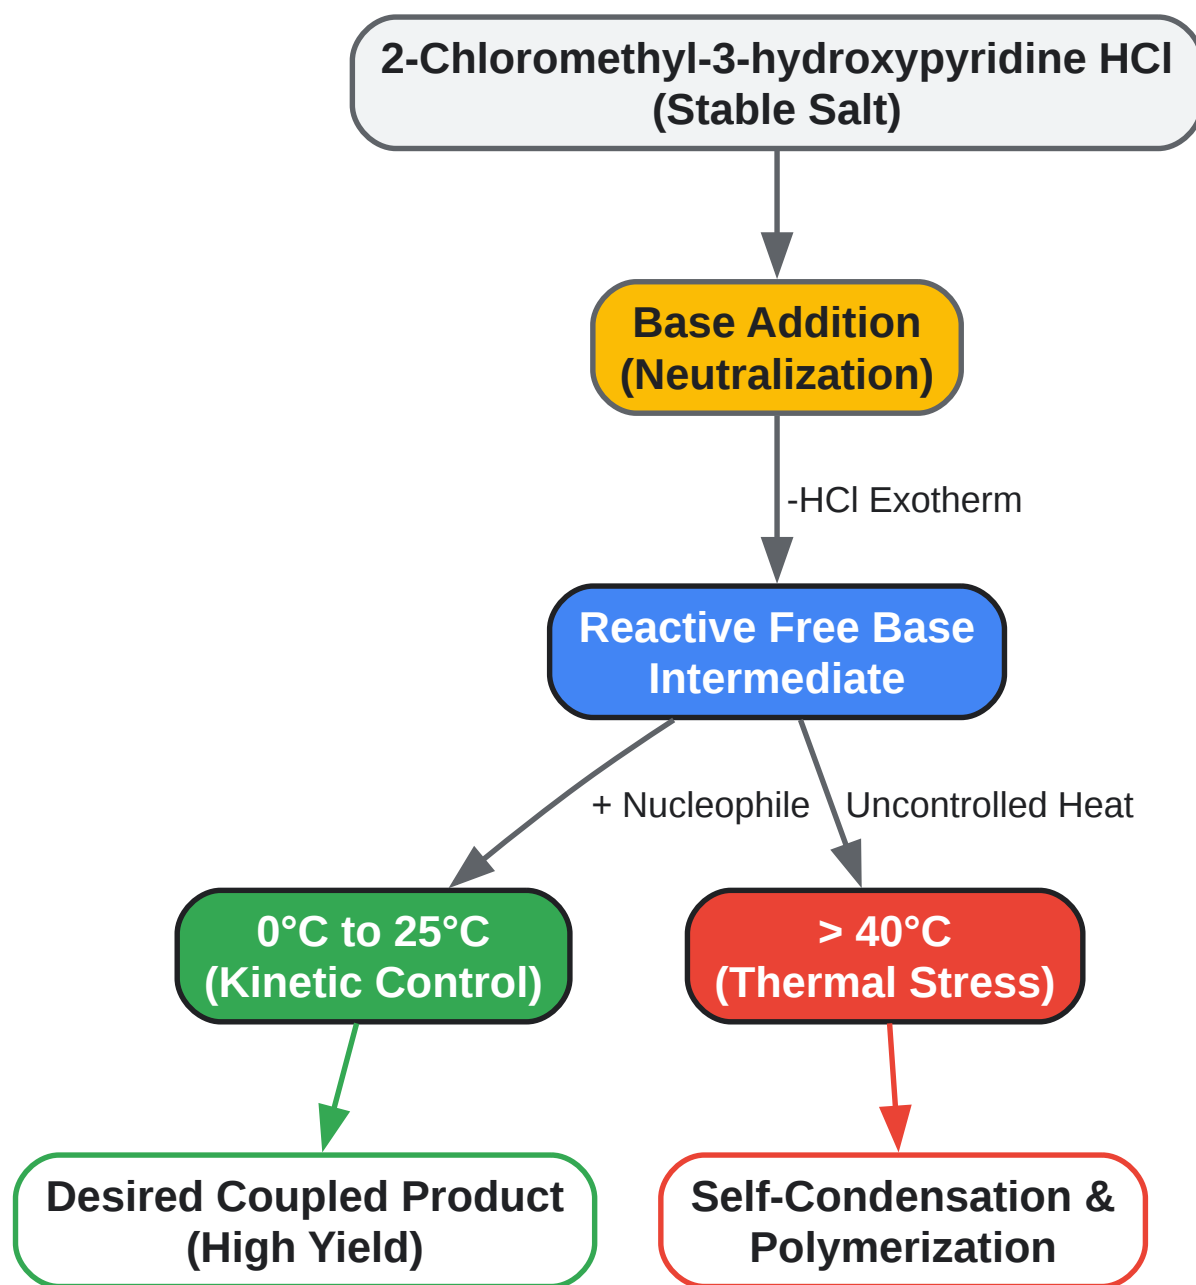 2-Chloromethyl-3-hydroxypyridine HCl
(Stable Salt)
Base Addition
(Neutralization)
-HCl Exotherm
Reactive Free Base
Intermediate
+ Nucleophile
Uncontrolled Heat
0°C to 25°C
(Kinetic Control)
> 40°C
(Thermal Stress)
Desired Coupled Product
(High Yield)
Self-Condensation &
Polymerization